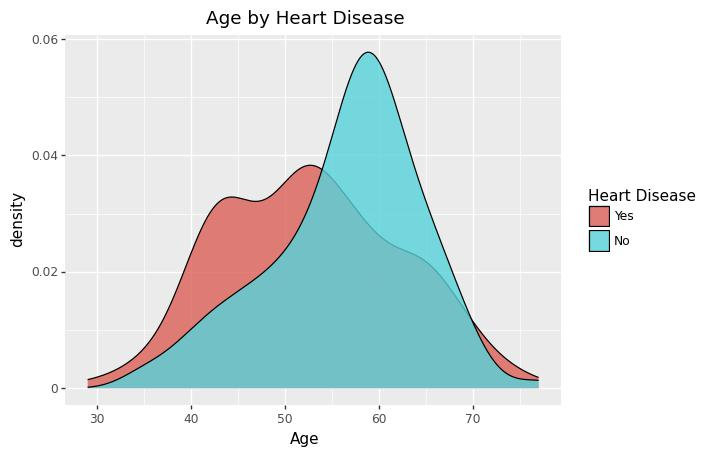 Age by Heart Disease
0.06
0.04
0.02
0
density
30 40 50 60 70
Age
Heart Disease
Yes
No